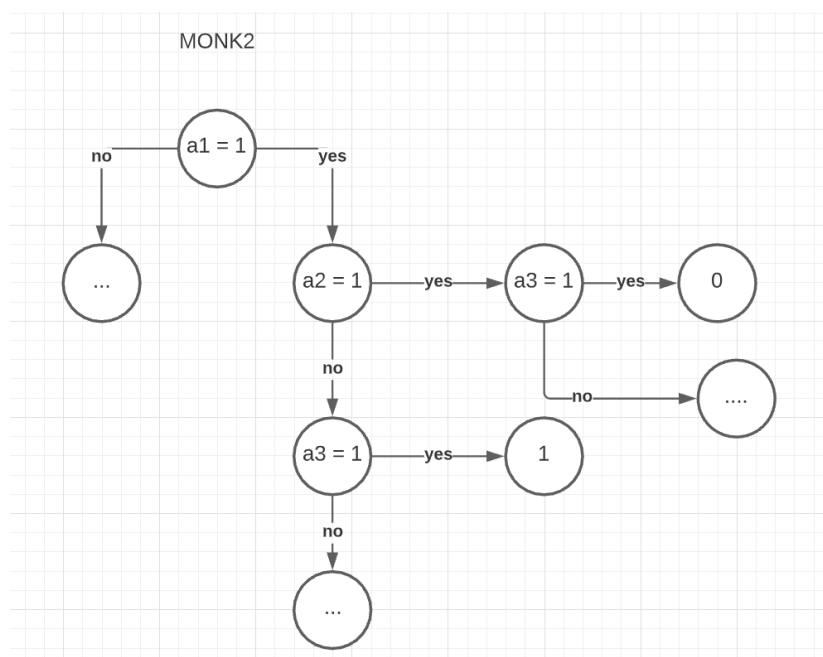 MONK2
a1 = 1
no
yes
...
a2 = 1
yes
a3 = 1
yes
0
no
no
....
a3 = 1
yes
1
no
...